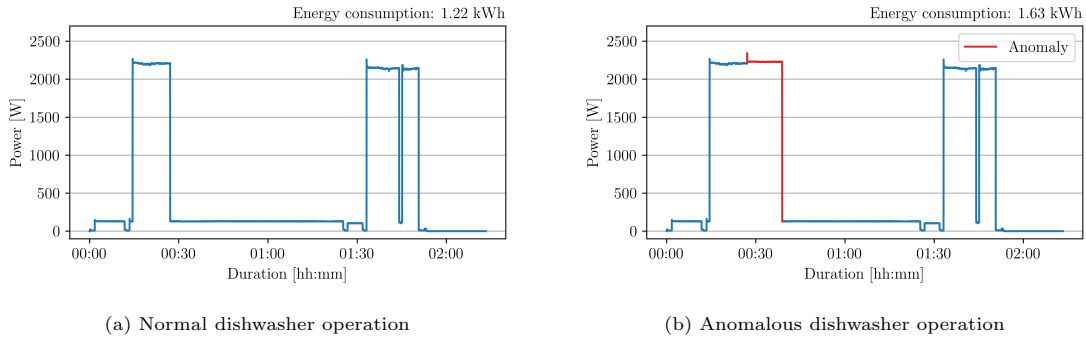 Energy consumption: 1.22 kWh
2500
2000
1500
1000
500
0
Power [W]
00:00 00:30 01:00 01:30 02:00
Duration [hh:mm]
(a) Normal dishwasher operation
Energy consumption: 1.63 kWh
Anomaly
2500
2000
1500
1000
500
0
Power [W]
00:00 00:30 01:00 01:30 02:00
Duration [hh:mm]
(b) Anomalous dishwasher operation